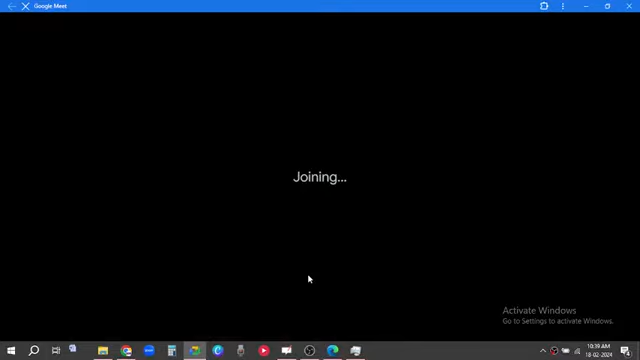 Google Meet
Joining...
Activate Windows
Go to Settings to activate Windows.
10:39 AM
18-02-2024